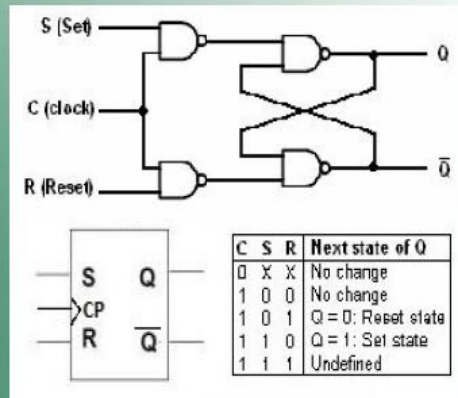 S (Set)
Q
C (clock)
R (Reset)
Q̅
S Q
CP
R Q̅
C S R Next state of Q
0 X X No change
1 0 0 No change
1 0 1 Q = 0: Reset state
1 1 0 Q = 1: Set state
1 1 1 Undefined